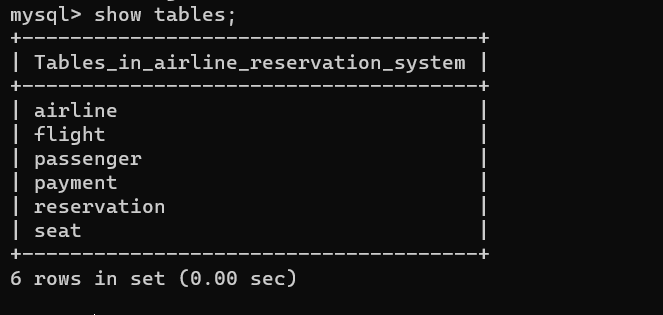 mysql> show tables;
+--------------------------------------+
| Tables_in_airline_reservation_system |
+--------------------------------------+
| airline                              |
| flight                               |
| passenger                            |
| payment                              |
| reservation                          |
| seat                                 |
+--------------------------------------+
6 rows in set (0.00 sec)